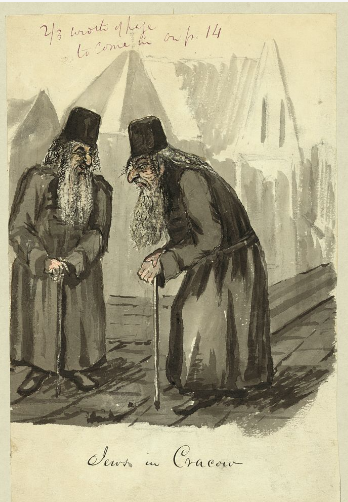 2/3 width of page
to come in on p. 14
Jews in Cracow